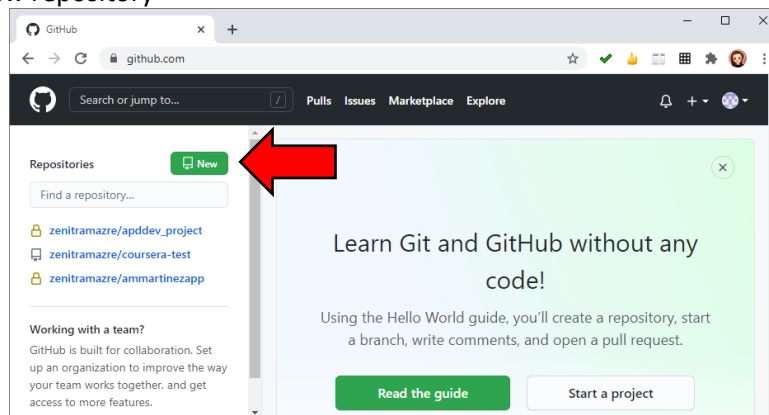 repository
GitHub
github.com
Search or jump to...
/
Pulls Issues Marketplace Explore
Repositories
New
Find a repository...
zenitramazre/apddev_project
zenitramazre/coursera-test
zenitramazre/ammartinezapp
Working with a team?
GitHub is built for collaboration. Set
up an organization to improve the way
your team works together, and get
access to more features.
Learn Git and GitHub without any
code!
Using the Hello World guide, you'll create a repository, start
a branch, write comments, and open a pull request.
Read the guide
Start a project